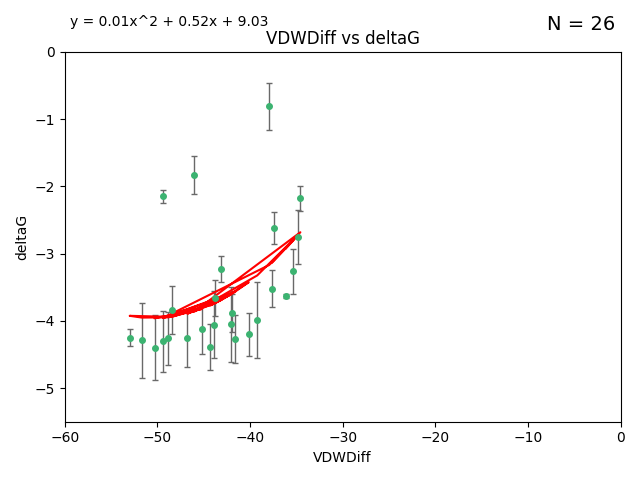 y = 0.01x^2 + 0.52x + 9.03
N = 26
VDWDiff vs deltaG
0
−1
−2
−3
−4
−5
deltaG
−60
−50
−40
−30
−20
−10
0
VDWDiff